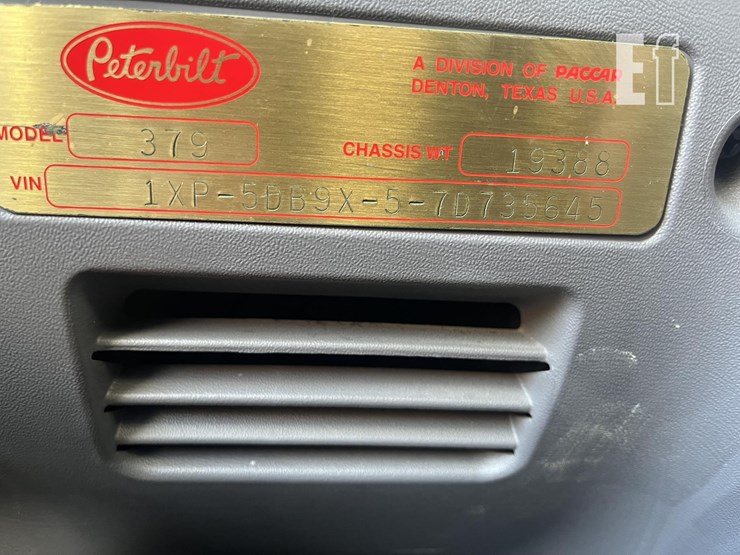 Peterbilt
A DIVISION OF PACCAR
DENTON, TEXAS U.S.A.
MODEL 379
CHASSIS WT 19388
VIN 1XP-5DB9X-5-7D735645